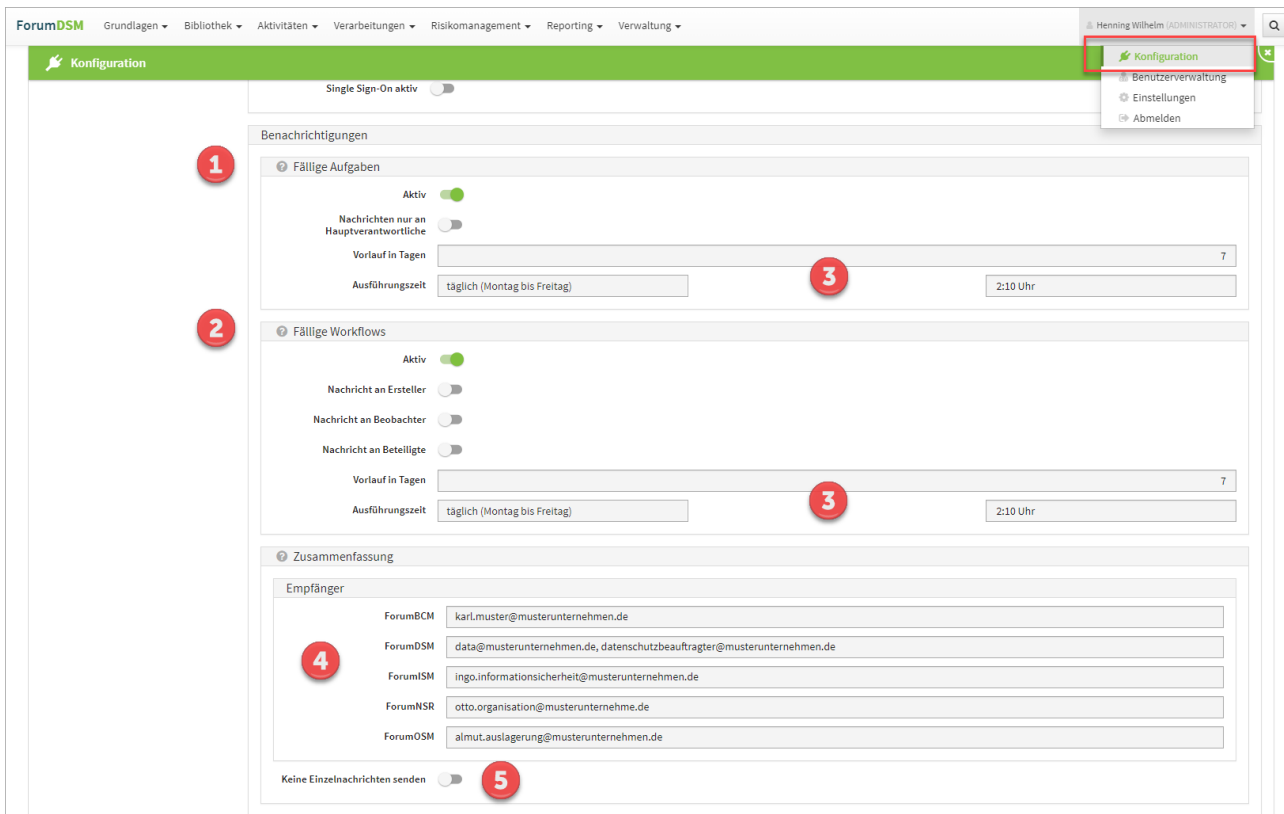 ForumDSM Grundlagen Bibliothek Aktivitäten Verarbeitungen Risikomanagement Reporting Verwaltung Henning Wilhelm (ADMINISTRATOR)
Konfiguration
Konfiguration
Benutzerverwaltung
Einstellungen
Abmelden
Single Sign-On aktiv
Benachrichtigungen
1
Fällige Aufgaben
Aktiv
Nachrichten nur an
Hauptverantwortliche
Vorlauf in Tagen 7
3
Ausführungszeit täglich (Montag bis Freitag) 2:10 Uhr
2
Fällige Workflows
Aktiv
Nachricht an Ersteller
Nachricht an Beobachter
Nachricht an Beteiligte
Vorlauf in Tagen 7
3
Ausführungszeit täglich (Montag bis Freitag) 2:10 Uhr
Zusammenfassung
Empfänger
ForumBCM karl.muster@musterunternehmen.de
ForumDSM data@musterunternehmen.de, datenschutzbeauftragter@musterunternehmen.de
4
ForumISM ingo.informationsicherheit@musterunternehmen.de
ForumNSR otto.organisation@musterunternehme.de
ForumOSM almut.auslagerung@musterunternehmen.de
Keine Einzelnachrichten senden 5